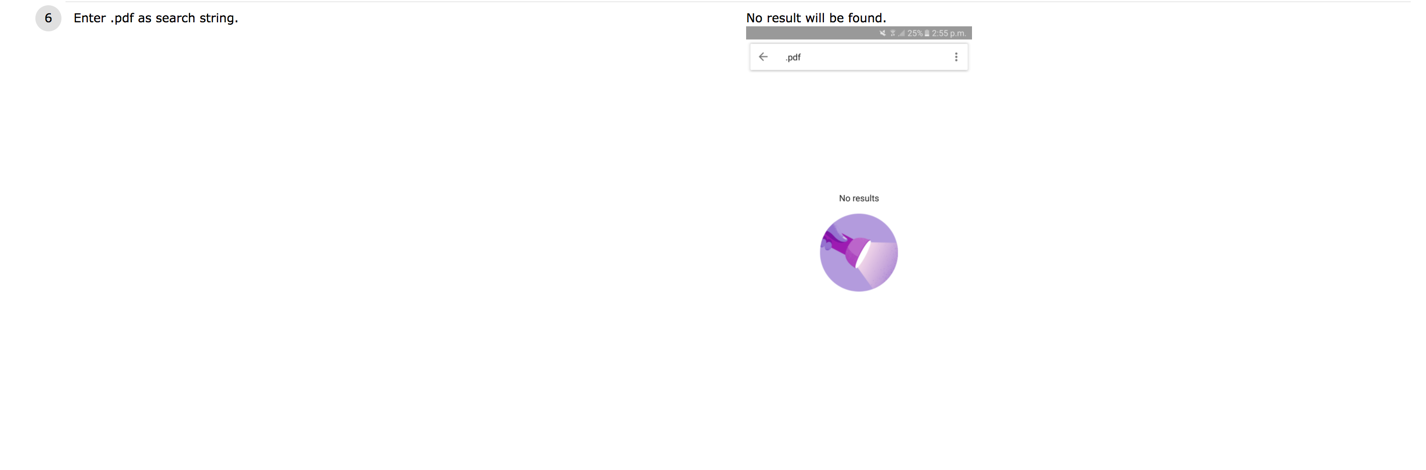 6 Enter .pdf as search string.
No result will be found.
25% 2:55 p.m.
.pdf
No results